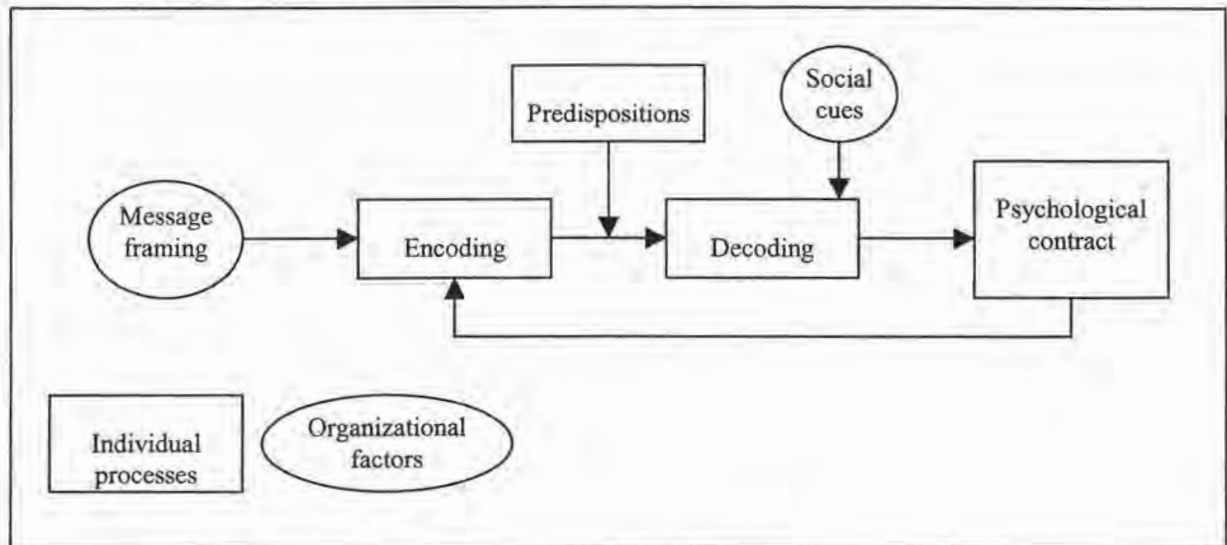 Social
cues
Predispositions
Message
framing
Encoding
Decoding
Psychological
contract
Individual
processes
Organizational
factors